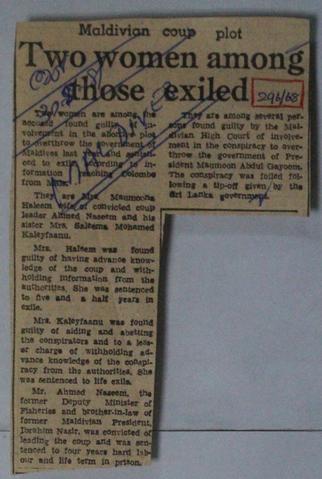 Maldivian coup plot
Two women among
those exiled
296/68
Two women are among the
accused found guilty of in-
volvement in the alleged plot
to overthrow the government of
Maldives last and senten-
ced to exile according to in-
formation reaching Colombo
from
They are Mrs. Maumoona
Haleem wife of convicted coup
leader Ahmed Naseem and his
sister Mrs. Saleema Mohamed
Kaleyfaanu.
Mrs. Haleem was found
guilty of having advance know-
ledge of the coup and with-
holding information from the
authorities. She was sentenced
to five and a half years in
exile.
Mrs. Kaleyfaanu was found
guilty of aiding and abetting
the conspirators and to a les-
ser charge of withholding ad-
vance knowledge of the conspi-
racy from the authorities. She
was sentenced to life exile.
Mr. Ahmed Naseem, the
former Deputy Minister of
Fisheries and brother-in-law of
former Maldivian President,
Ibrahim Nasir, was convicted of
leading the coup and was sen-
tenced to four years hard lab-
our and life term in prison.
They are among several per-
sons found guilty by the Mal-
divian High Court of involve-
ment in the conspiracy to over-
throw the government of Pre-
sident Maumoon Abdul Gayoom.
The conspiracy was foiled fol-
lowing a tip-off given by the
Sri Lanka government.